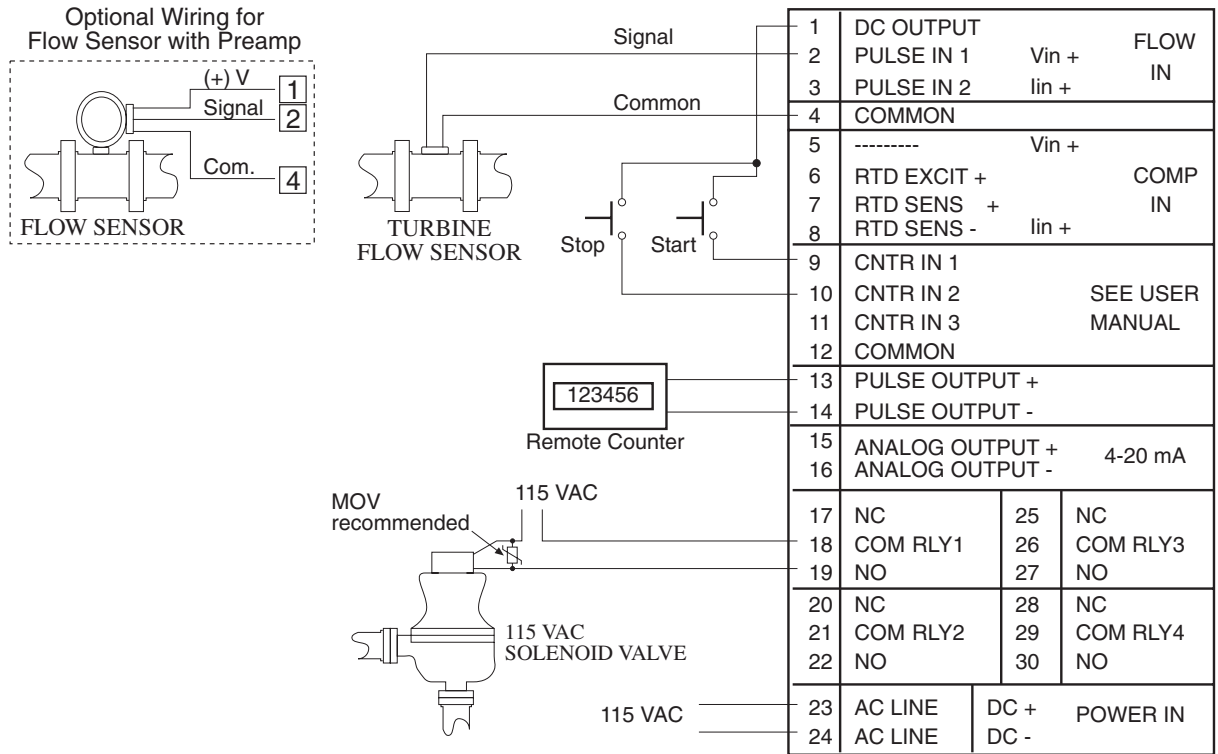 Optional Wiring for
Flow Sensor with Preamp
(+) V
1
Signal
2
Com.
4
FLOW SENSOR
Signal
Common
TURBINE
FLOW SENSOR
Stop
Start
123456
Remote Counter
MOV
recommended
115 VAC
115 VAC
SOLENOID VALVE
115 VAC
1 DC OUTPUT
2 PULSE IN 1 Vin +
3 PULSE IN 2 Iin +
FLOW
IN
4 COMMON
5 --------- Vin +
6 RTD EXCIT +
7 RTD SENS +
8 RTD SENS - Iin +
COMP
IN
9 CNTR IN 1
10 CNTR IN 2
11 CNTR IN 3
12 COMMON
SEE USER
MANUAL
13 PULSE OUTPUT +
14 PULSE OUTPUT -
15 ANALOG OUTPUT +
16 ANALOG OUTPUT -
4-20 mA
17 NC 25 NC
18 COM RLY1 26 COM RLY3
19 NO 27 NO
20 NC 28 NC
21 COM RLY2 29 COM RLY4
22 NO 30 NO
23 AC LINE DC +
24 AC LINE DC -
POWER IN